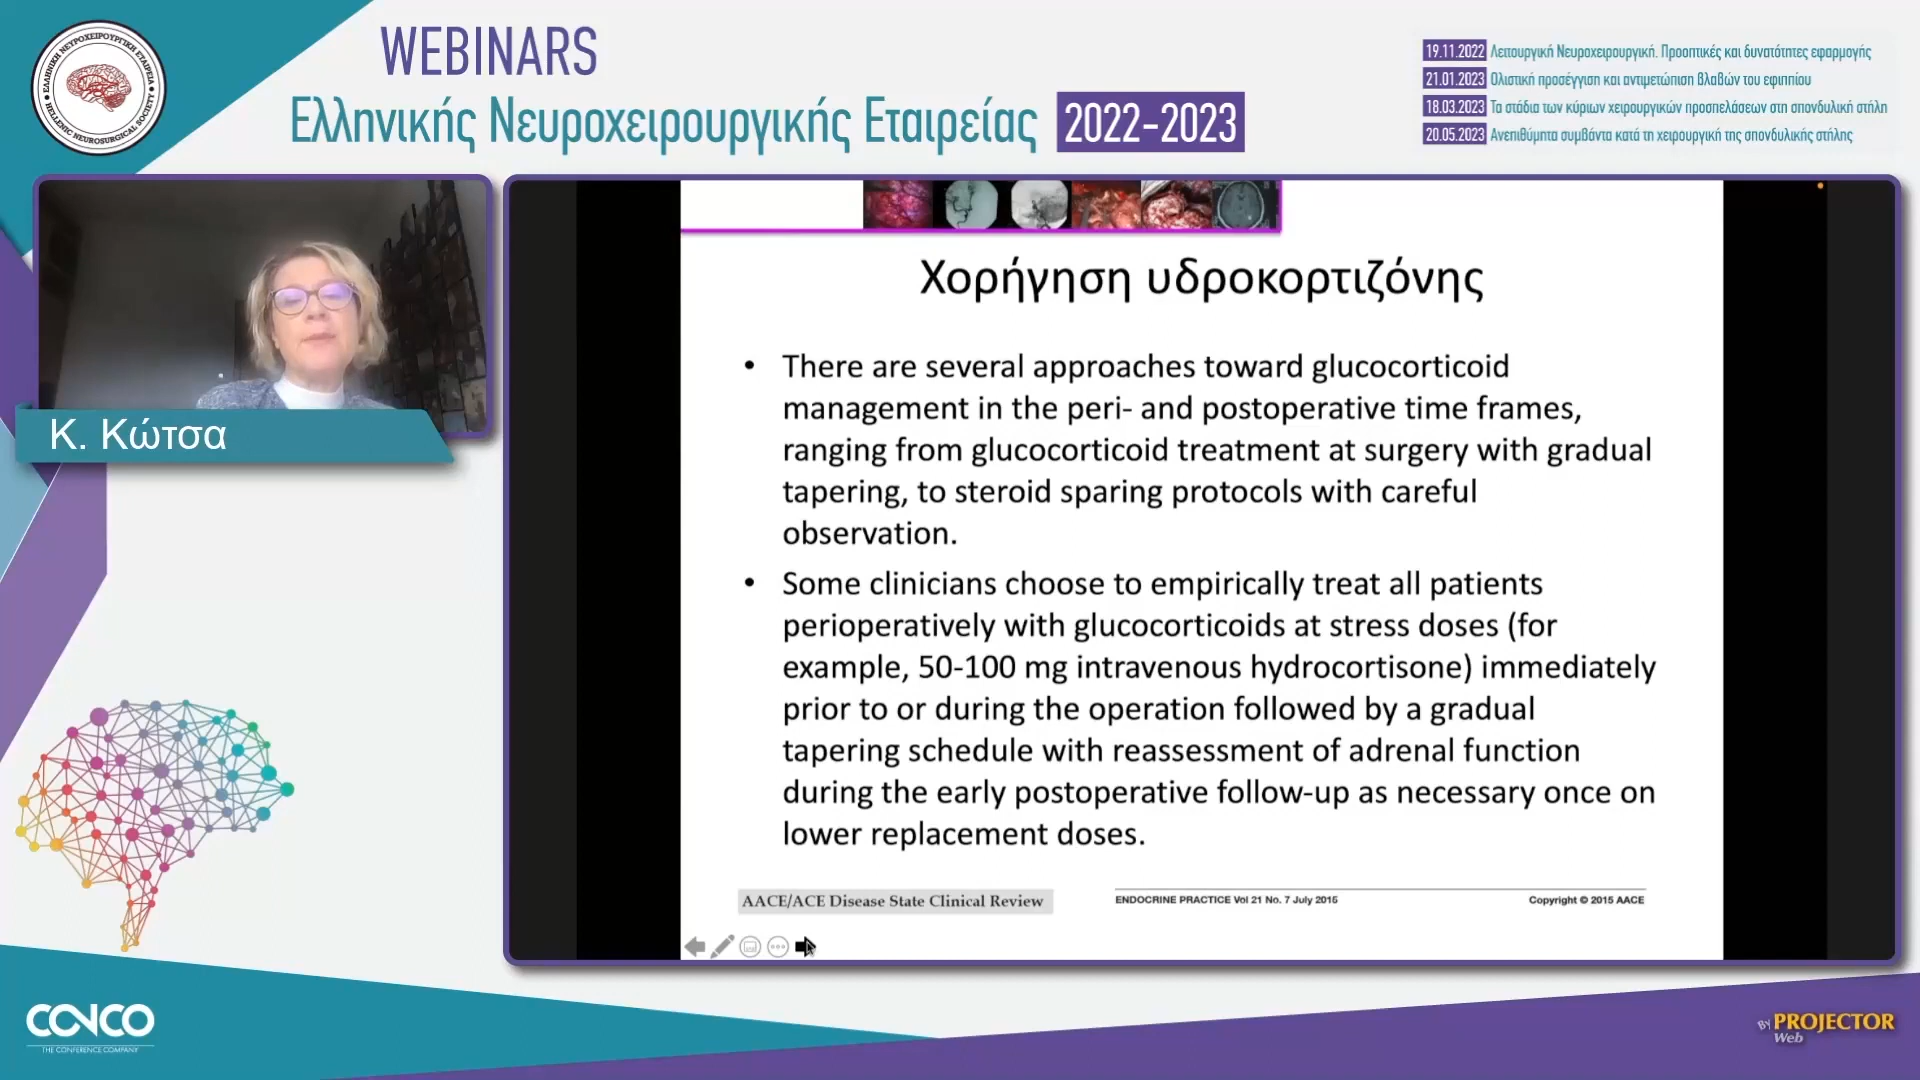 ΕΛΛΗΝΙΚΗ ΝΕΥΡΟΧΕΙΡΟΥΡΓΙΚΗ ΕΤΑΙΡΕΙΑ
HELLENIC NEUROSURGICAL SOCIETY
WEBINARS
Ελληνικής Νευροχειρουργικής Εταιρείας 2022-2023
19.11.2022 Λειτουργική Νευροχειρουργική. Προοπτικές και δυνατότητες εφαρμογής
21.01.2023 Ολιστική προσέγγιση και αντιμετώπιση βλαβών του εφιππίου
18.03.2023 Τα στάδια των κύριων χειρουργικών προσπελάσεων στη σπονδυλική στήλη
20.05.2023 Ανεπιθύμητα συμβάντα κατά τη χειρουργική της σπονδυλικής στήλης
Κ. Κώτσα
Χορήγηση υδροκορτιζόνης
• There are several approaches toward glucocorticoid
management in the peri- and postoperative time frames,
ranging from glucocorticoid treatment at surgery with gradual
tapering, to steroid sparing protocols with careful
observation.
• Some clinicians choose to empirically treat all patients
perioperatively with glucocorticoids at stress doses (for
example, 50-100 mg intravenous hydrocortisone) immediately
prior to or during the operation followed by a gradual
tapering schedule with reassessment of adrenal function
during the early postoperative follow-up as necessary once on
lower replacement doses.
AACE/ACE Disease State Clinical Review
ENDOCRINE PRACTICE Vol 21 No. 7 July 2015
Copyright © 2015 AACE
CONCO
THE CONFERENCE COMPANY
By PROJECTOR
Web